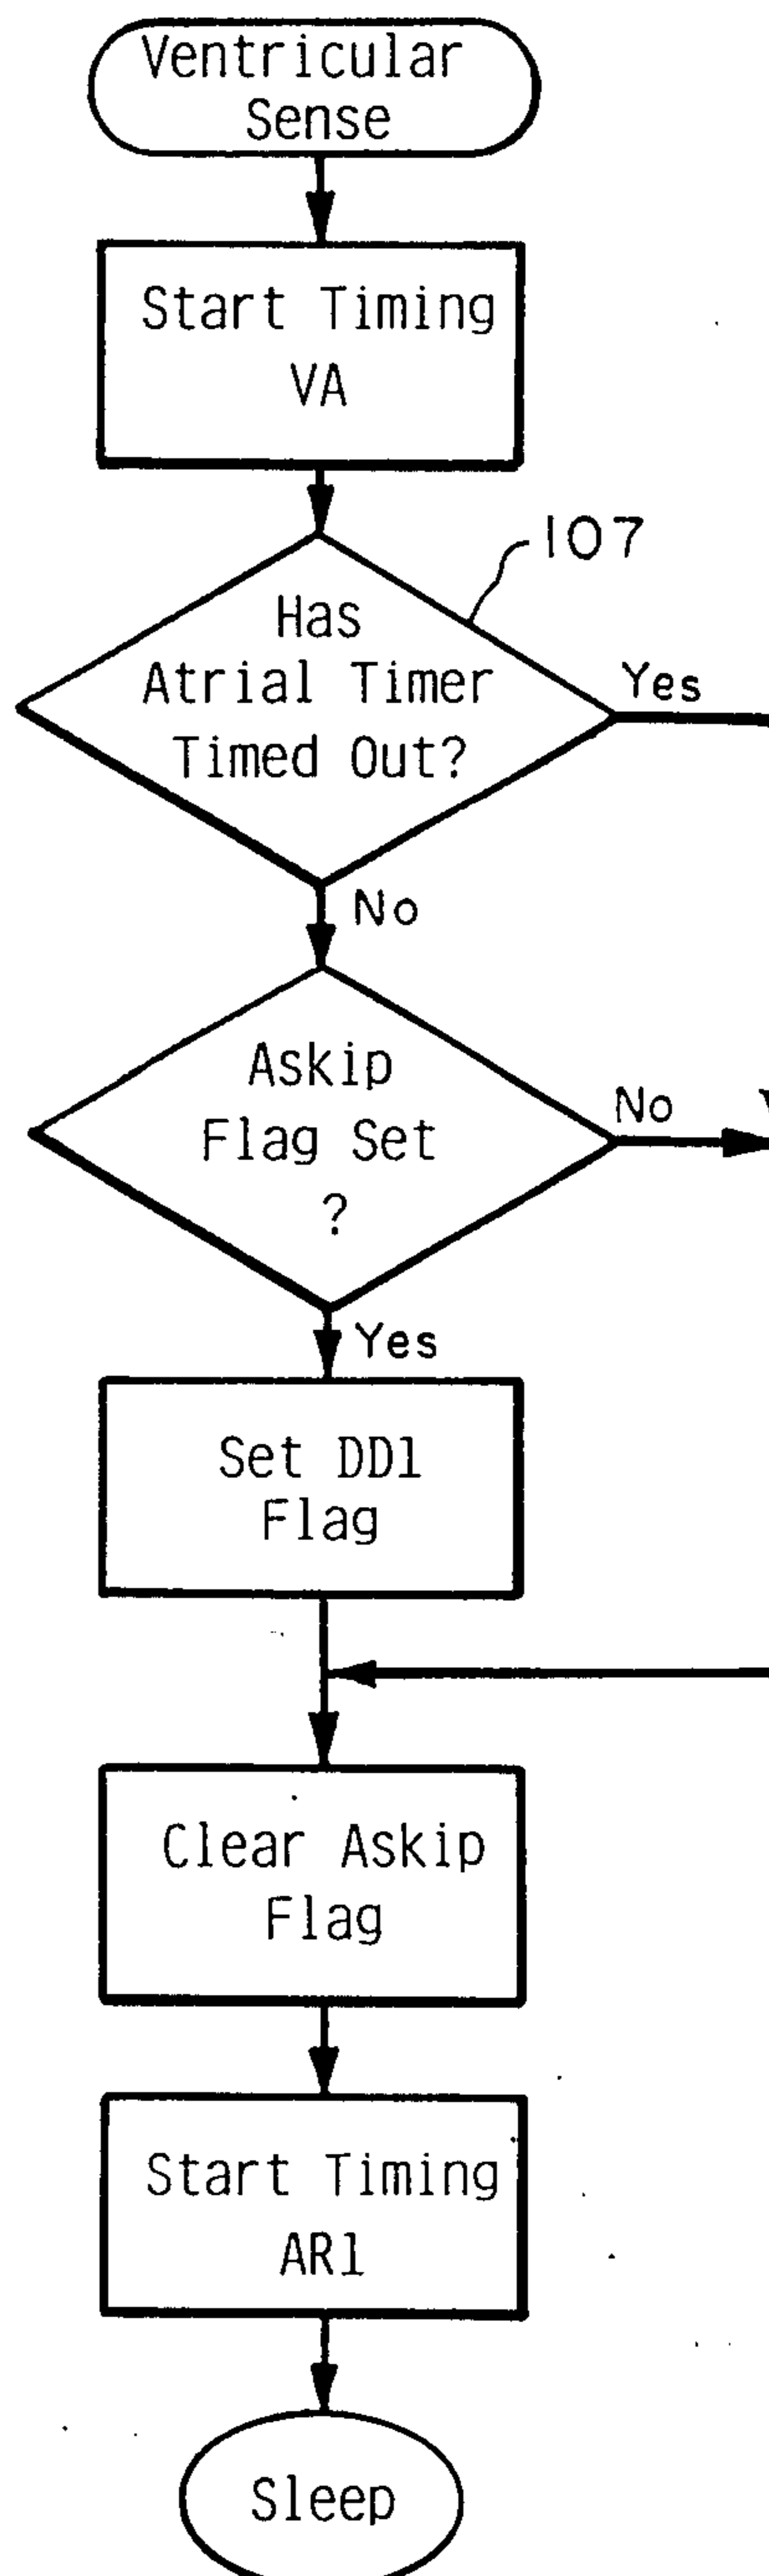 Ventricular
Sense
Start Timing
VA
107
Has
Atrial Timer
Timed Out?
Yes
No
Askip
Flag Set
?
No
Yes
Set DD1
Flag
Clear Askip
Flag
Start Timing
AR1
Sleep